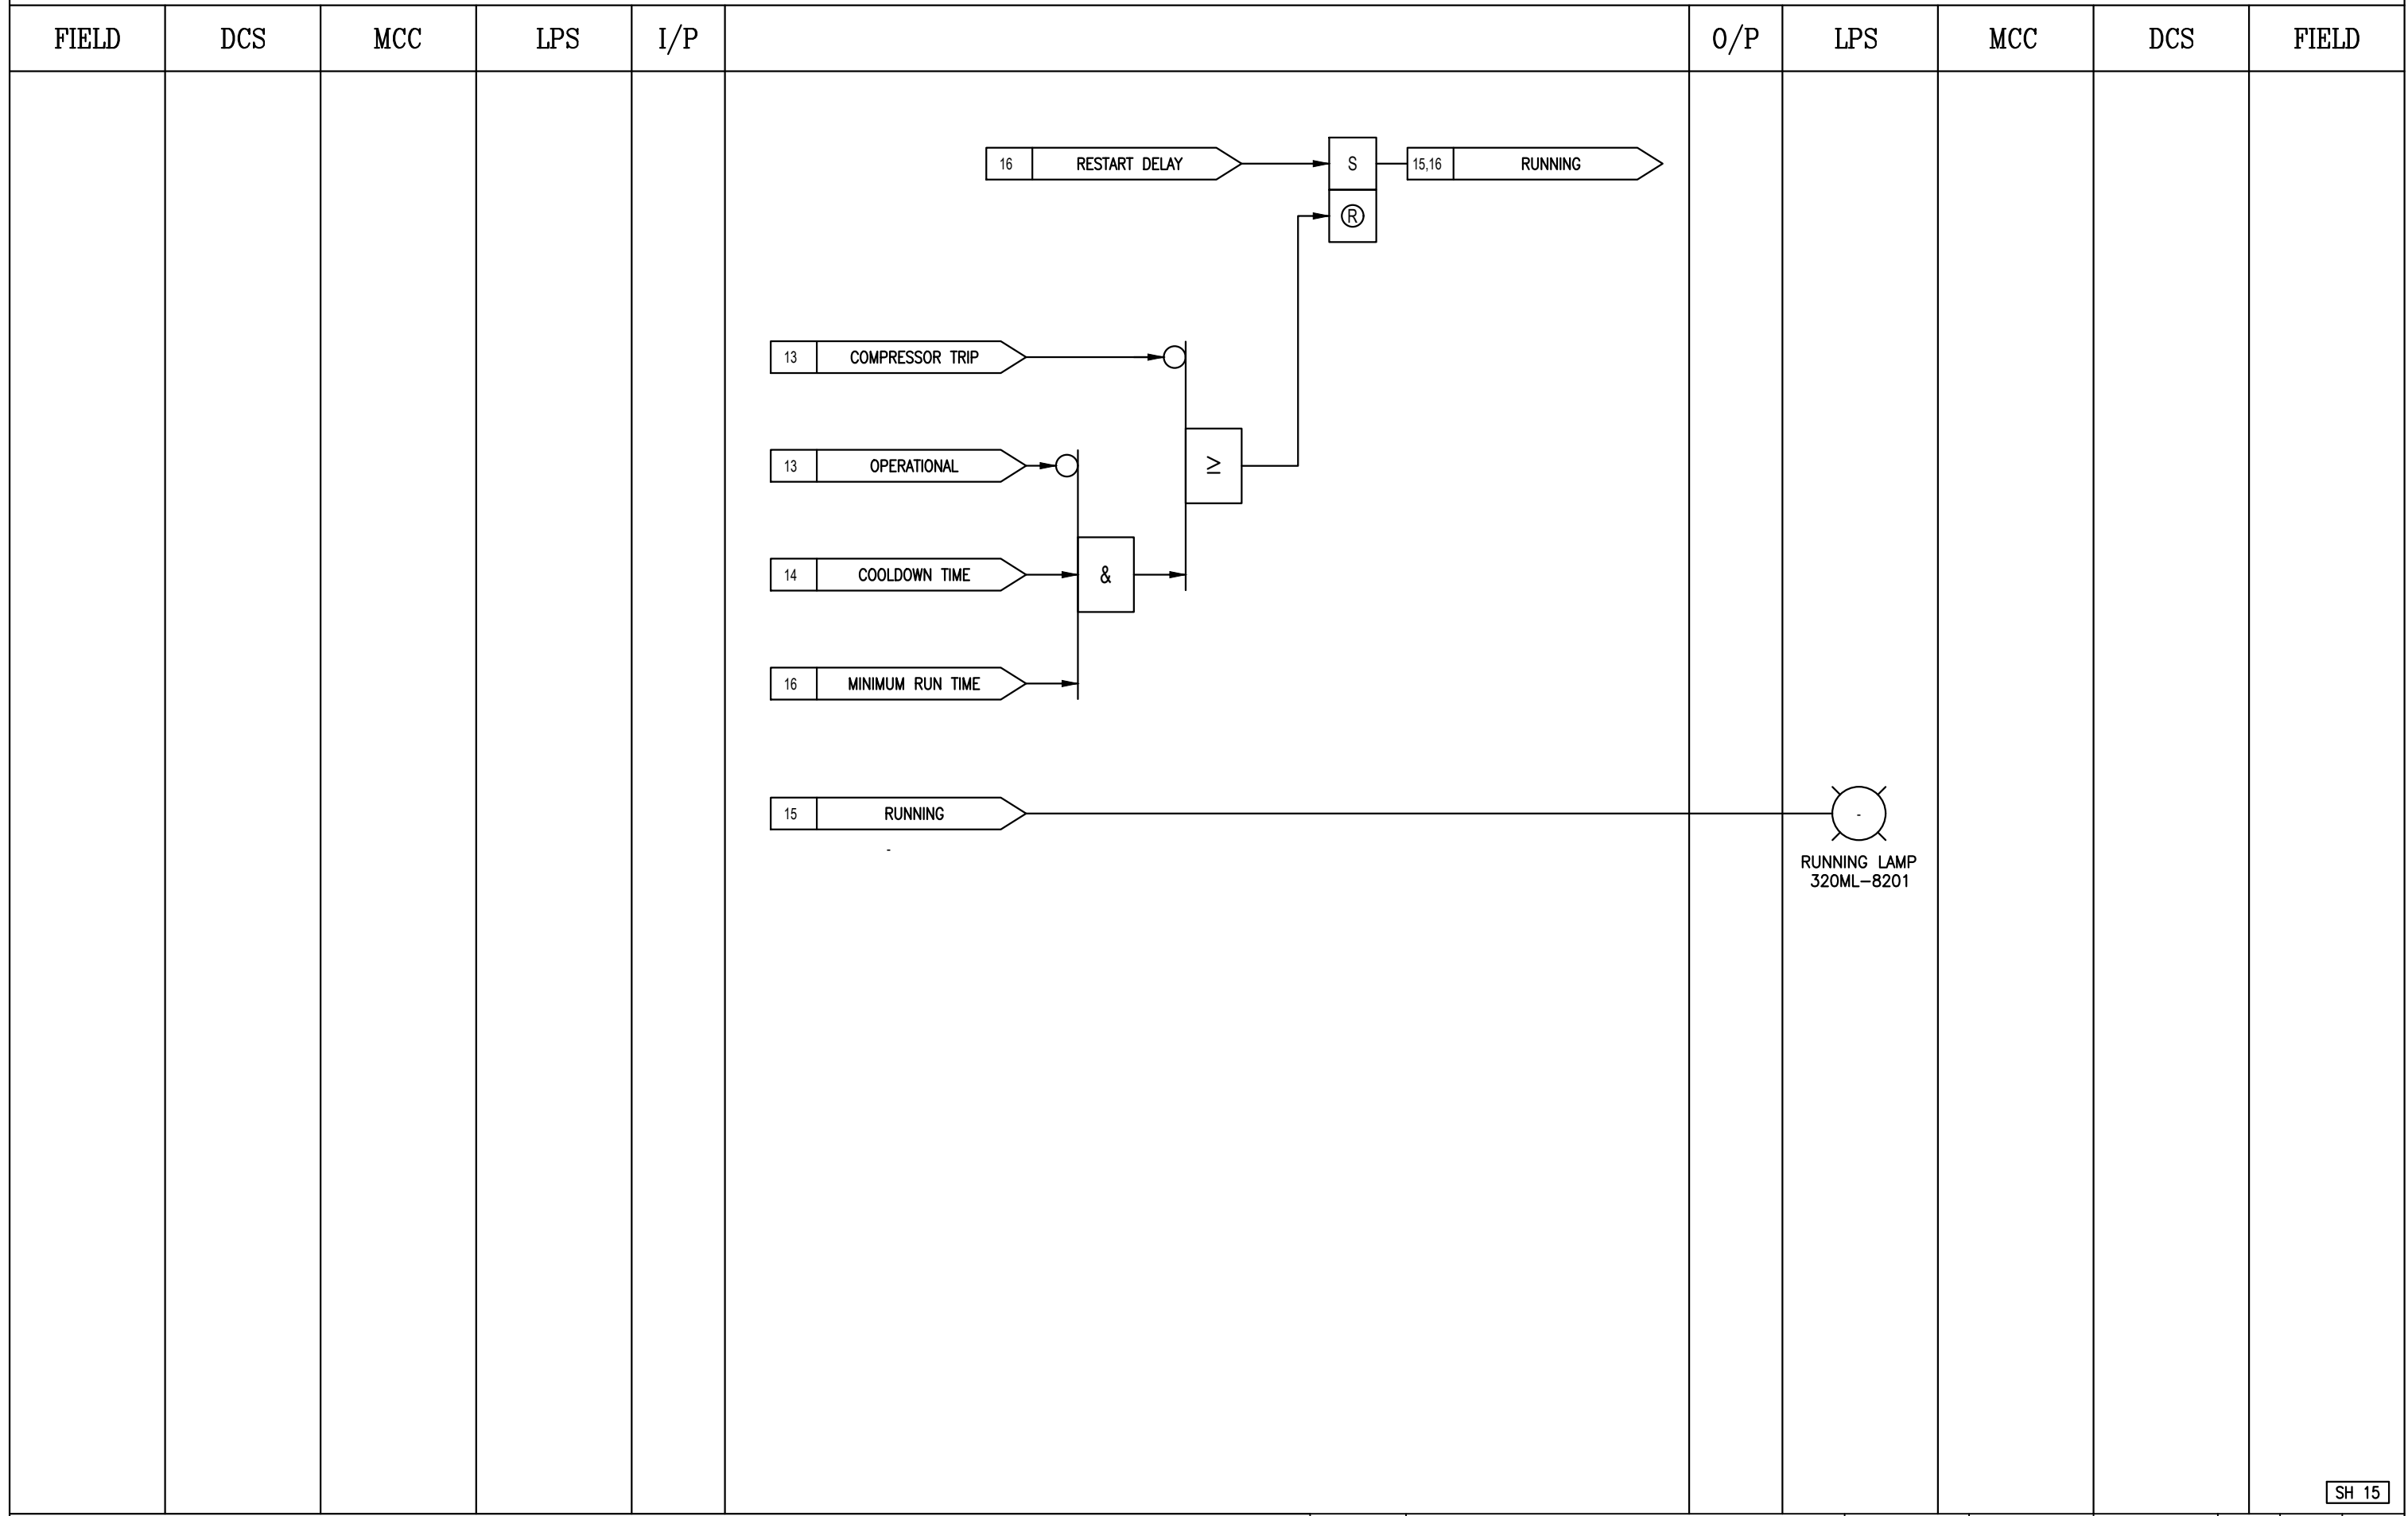 FIELD DCS MCC LPS I/P O/P LPS MCC DCS FIELD
16 RESTART DELAY S 15,16 RUNNING
R
13 COMPRESSOR TRIP
13 OPERATIONAL ≥
14 COOLDOWN TIME &
16 MINIMUM RUN TIME
15 RUNNING -
-
RUNNING LAMP
320ML-8201
SH 15